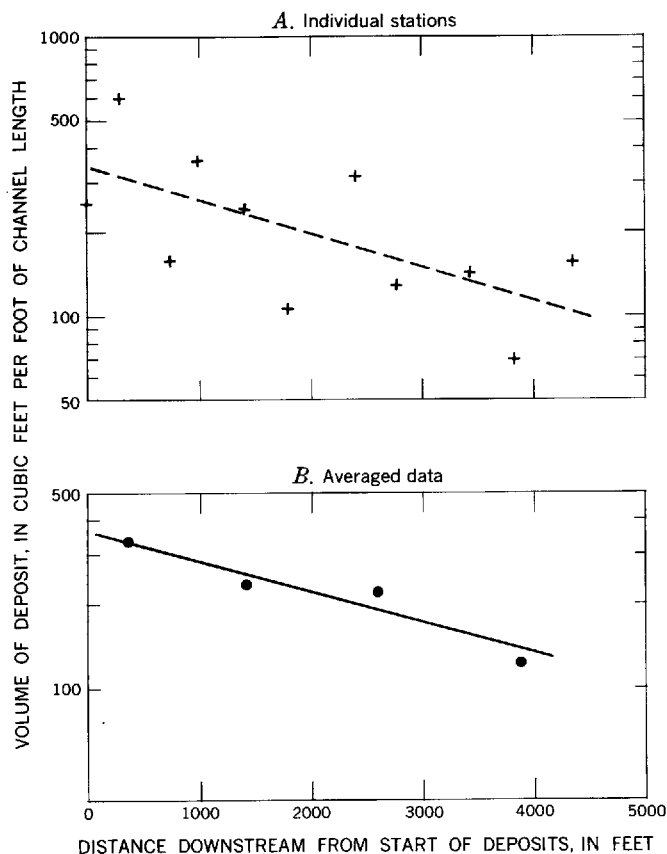 A. Individual stations
1000
500
100
50
B. Averaged data
500
100
0 1000 2000 3000 4000 5000
VOLUME OF DEPOSIT, IN CUBIC FEET PER FOOT OF CHANNEL LENGTH
DISTANCE DOWNSTREAM FROM START OF DEPOSITS, IN FEET